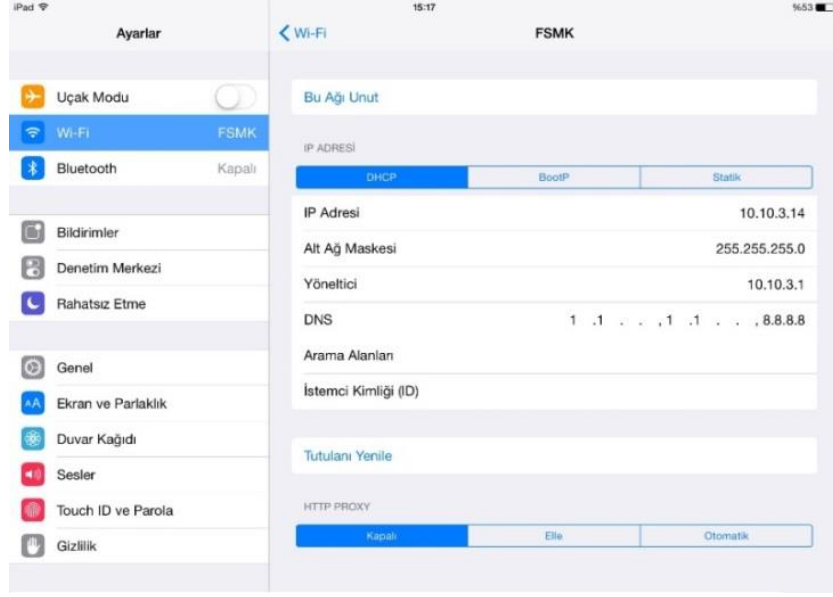 iPad 15:17 %53
Ayarlar
Uçak Modu
Wi-Fi FSMK
Bluetooth Kapalı
Bildirimler
Denetim Merkezi
Rahatsız Etme
Genel
Ekran ve Parlaklık
Duvar Kağıdı
Sesler
Touch ID ve Parola
Gizlilik
Wi-Fi FSMK
Bu Ağı Unut
IP ADRESİ
DHCP BootP Statik
IP Adresi 10.10.3.14
Alt Ağ Maskesi 255.255.255.0
Yöneltici 10.10.3.1
DNS 1 .1 . . , 1 .1 . . , 8.8.8.8
Arama Alanları
İstemci Kimliği (ID)
Tutulanı Yenile
HTTP PROXY
Kapalı Elle Otomatik